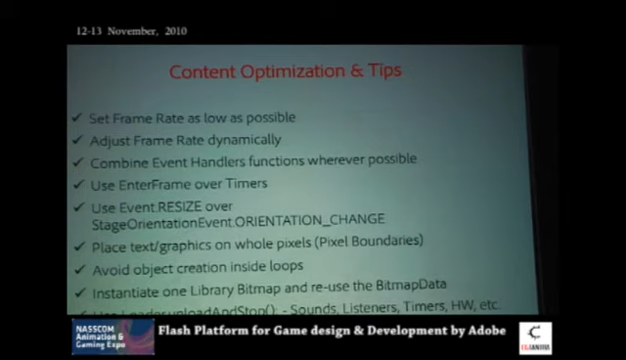 12-13 November, 2010
Content Optimization & Tips
✓ Set Frame Rate as low as possible
✓ Adjust Frame Rate dynamically
✓ Combine Event Handlers functions wherever possible
✓ Use EnterFrame over Timers
✓ Use Event.RESIZE over
StageOrientationEvent.ORIENTATION_CHANGE
✓ Place text/graphics on whole pixels (Pixel Boundaries)
✓ Avoid object creation inside loops
✓ Instantiate one Library Bitmap and re-use the BitmapData
Use Loader.unloadAndStop(); - Sounds, Listeners, Timers, HW, etc.
NASSCOM
Animation &
Gaming Expo
Flash Platform for Game design & Development by Adobe